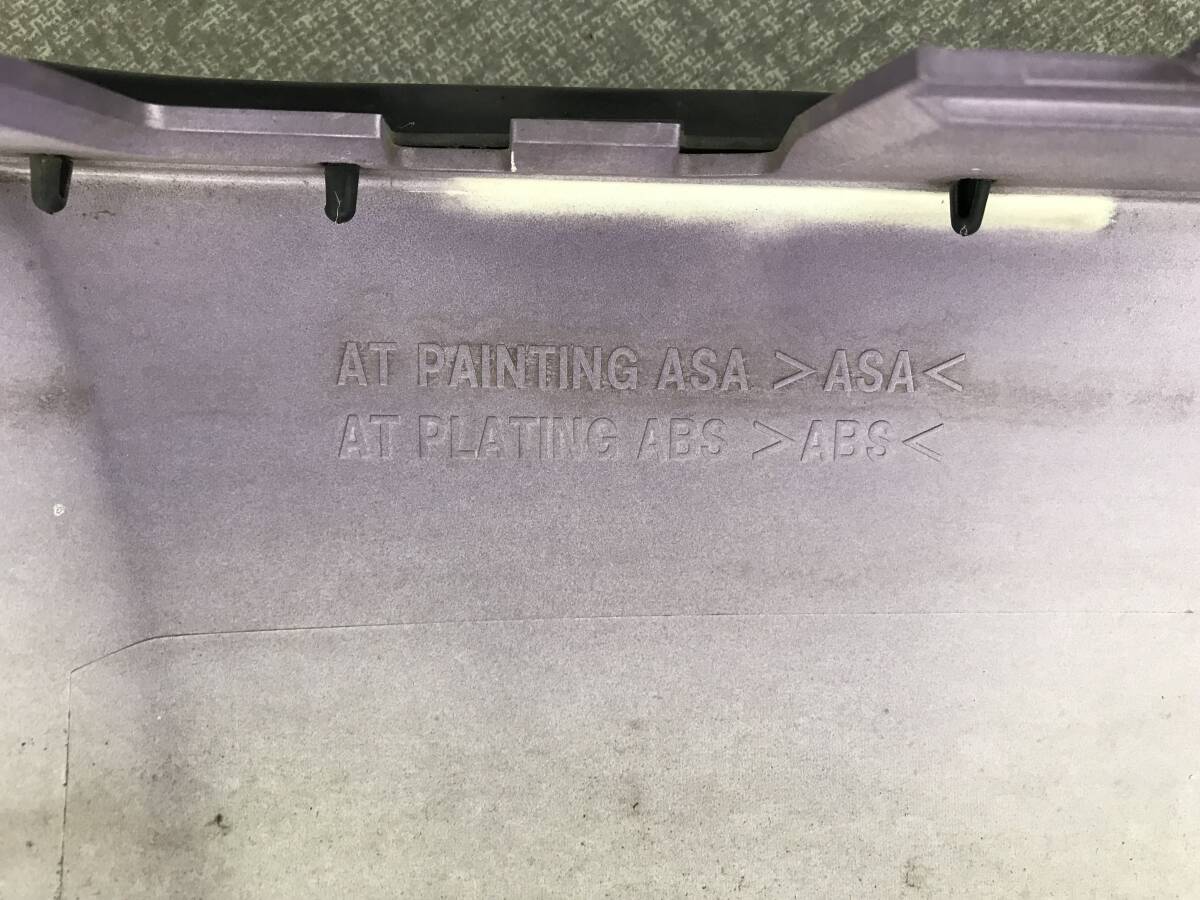 AT PAINTING ASA >ASA<
AT PLATING ABS >ABS<